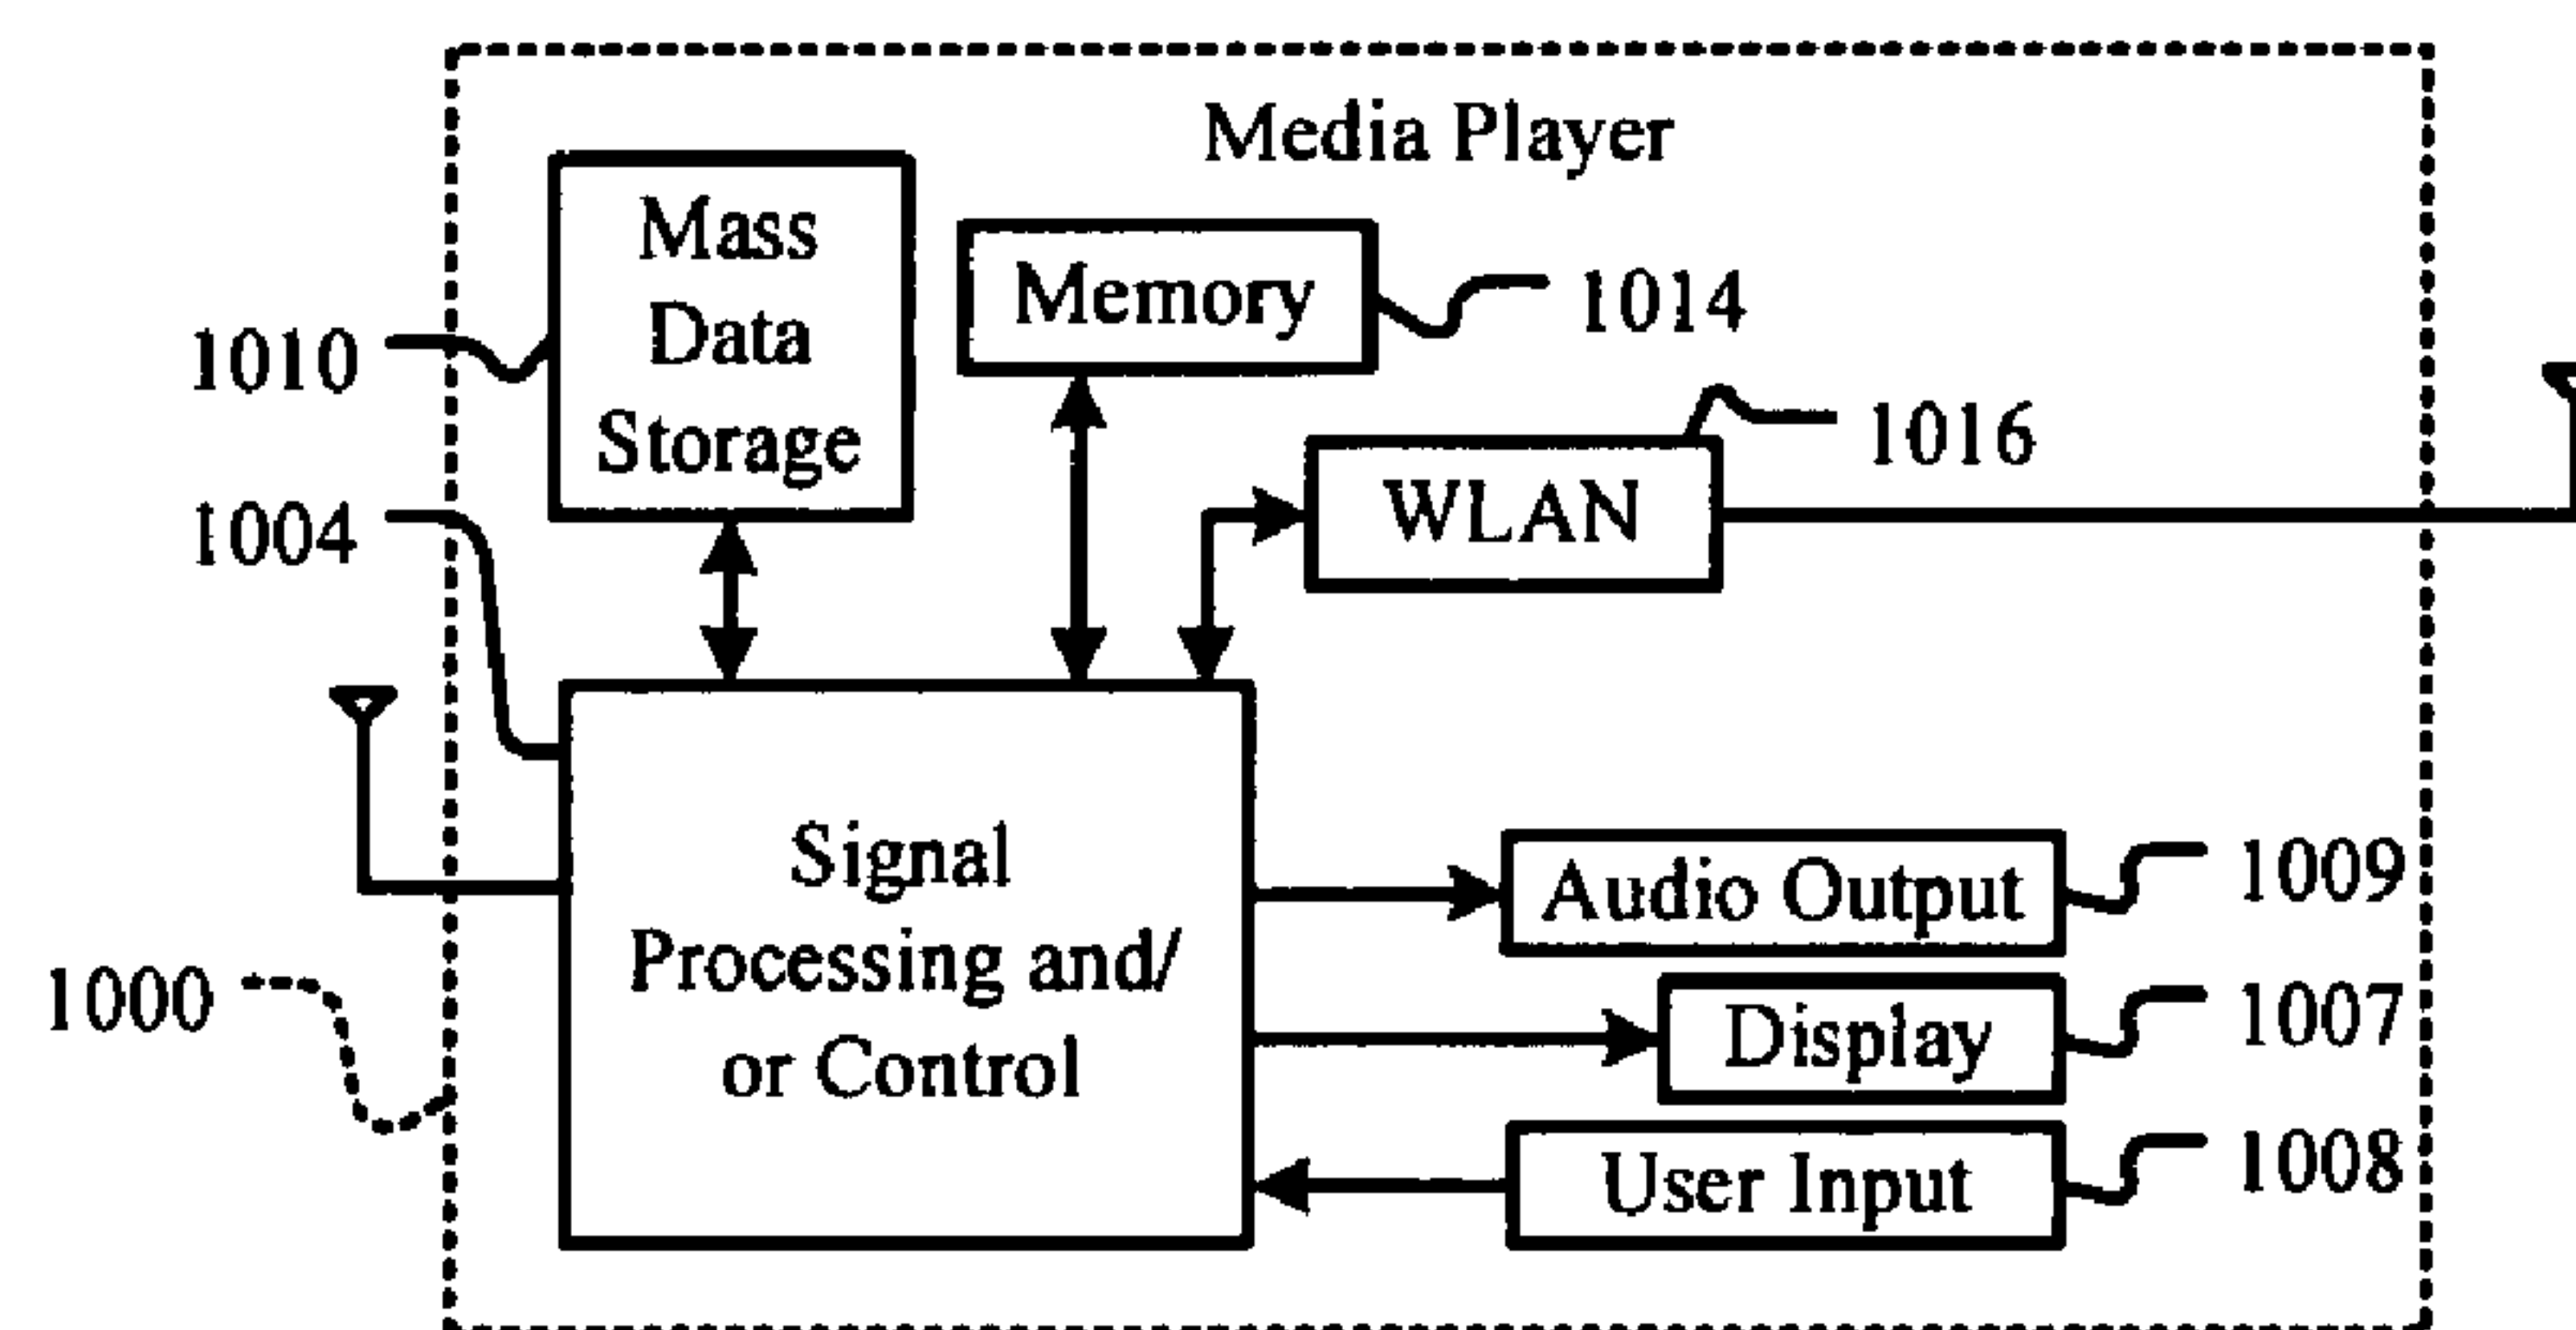 Media Player
Mass
Data
Storage
Memory
1014
1010
1016
WLAN
1004
Signal
Processing and/
or Control
Audio Output
1009
1000
Display
1007
User Input
1008